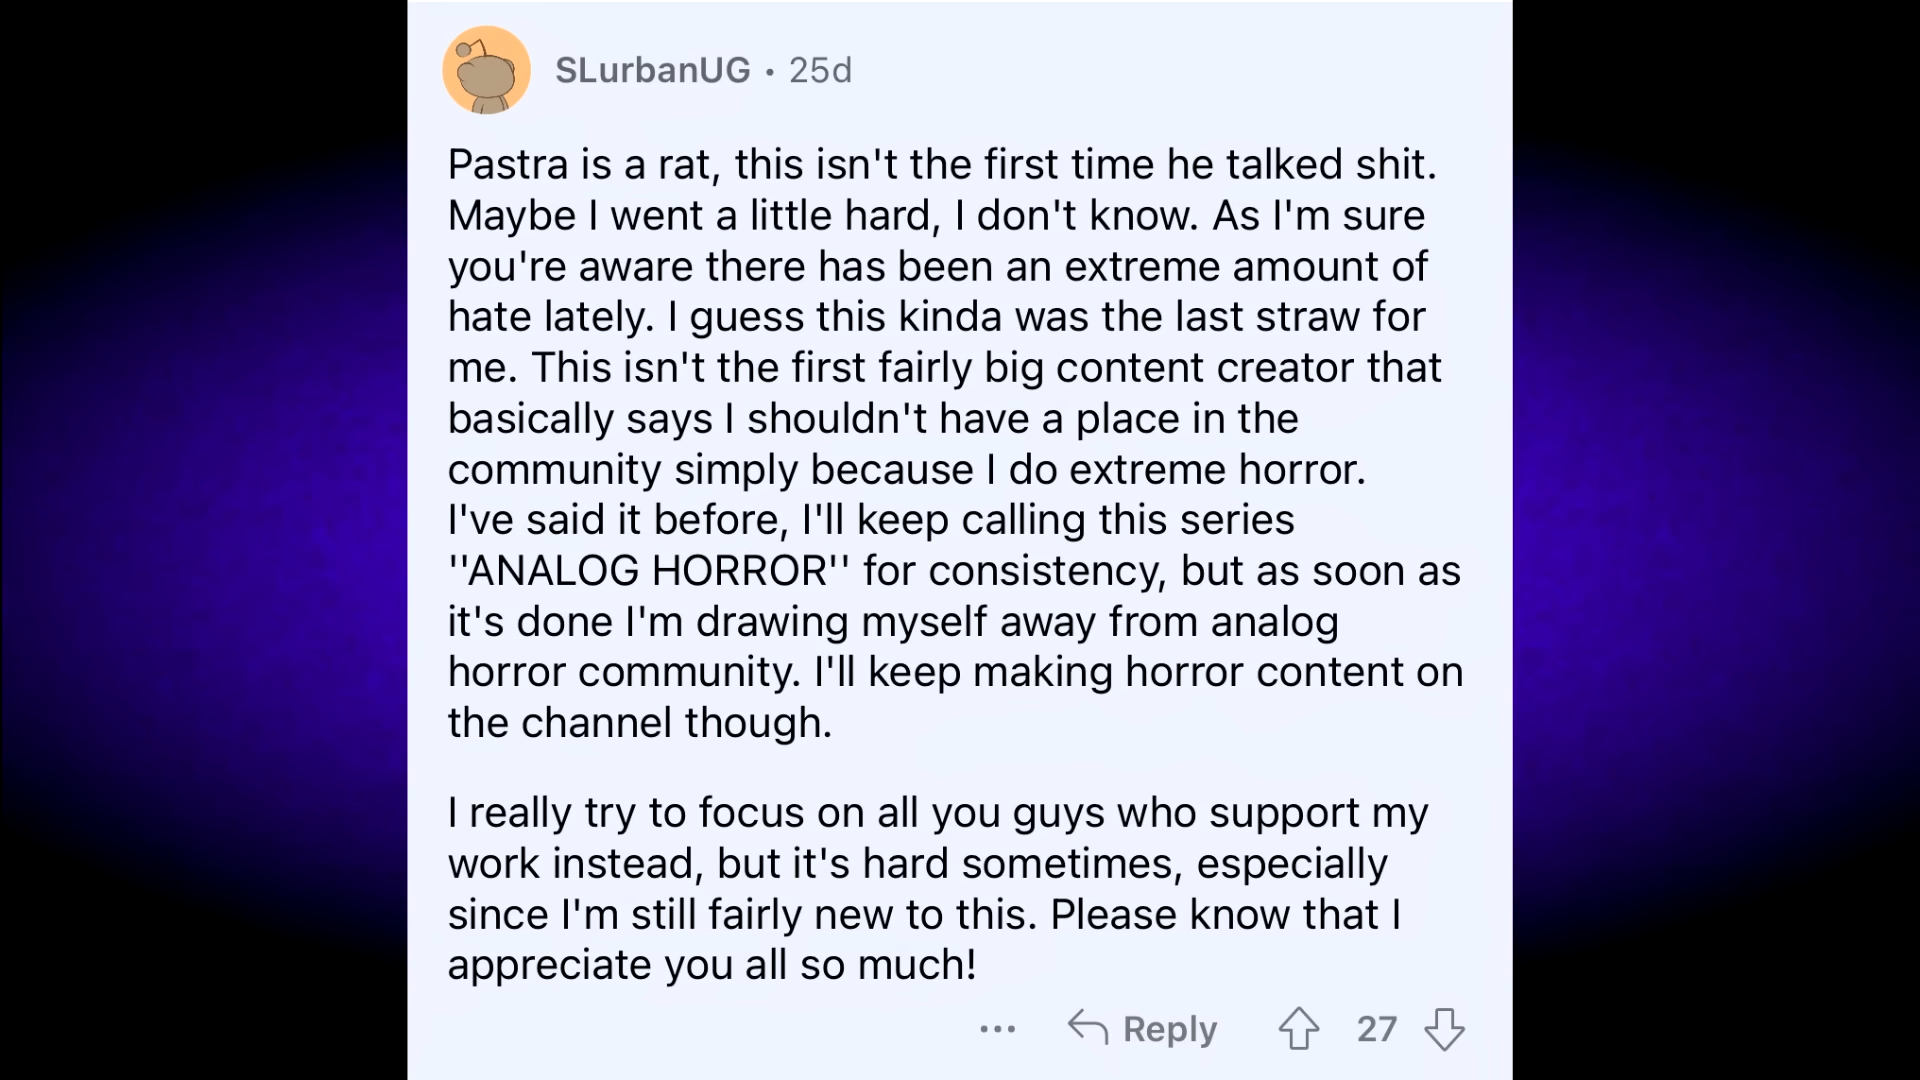 SLurbanUG • 25d
Pastra is a rat, this isn't the first time he talked shit.
Maybe I went a little hard, I don't know. As I'm sure
you're aware there has been an extreme amount of
hate lately. I guess this kinda was the last straw for
me. This isn't the first fairly big content creator that
basically says I shouldn't have a place in the
community simply because I do extreme horror.
I've said it before, I'll keep calling this series
''ANALOG HORROR'' for consistency, but as soon as
it's done I'm drawing myself away from analog
horror community. I'll keep making horror content on
the channel though.
I really try to focus on all you guys who support my
work instead, but it's hard sometimes, especially
since I'm still fairly new to this. Please know that I
appreciate you all so much!
... Reply 27